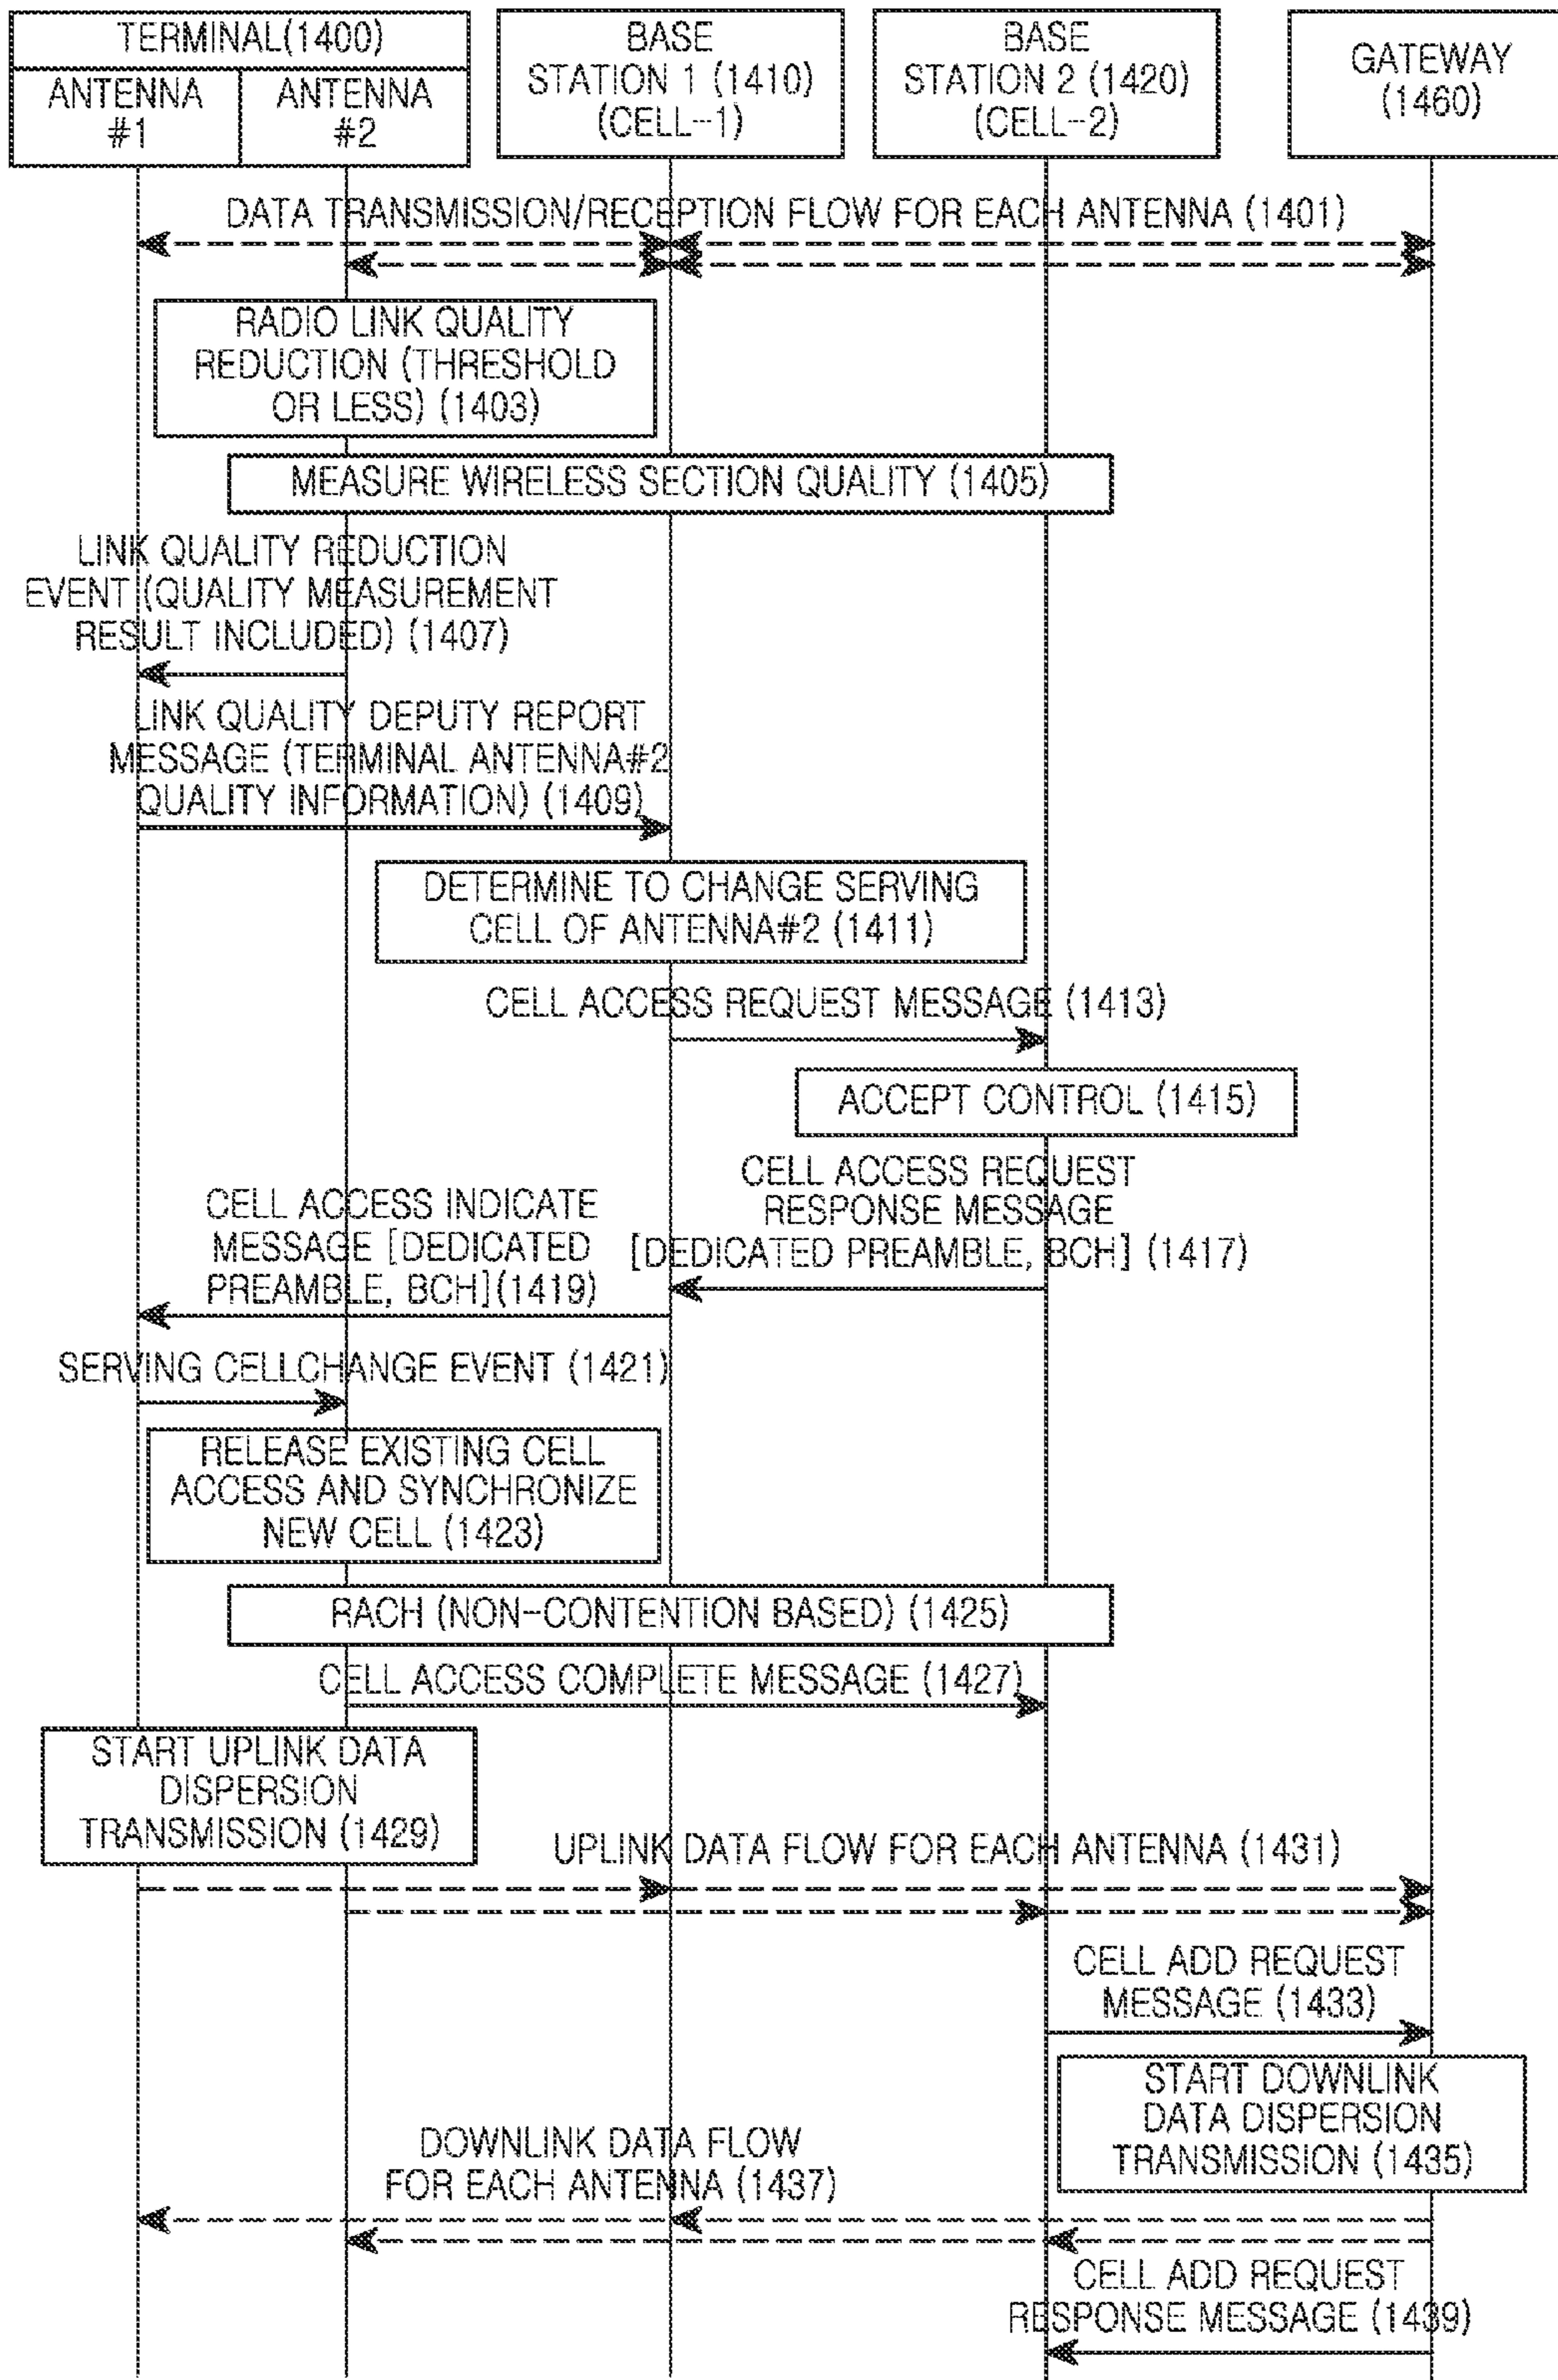 TERMINAL(1400)
ANTENNA
#1
ANTENNA
#2
BASE
STATION 1 (1410)
(CELL-1)
BASE
STATION 2 (1420)
(CELL-2)
GATEWAY
(1460)
DATA TRANSMISSION/RECEPTION FLOW FOR EACH ANTENNA (1401)
RADIO LINK QUALITY
REDUCTION (THRESHOLD
OR LESS) (1403)
MEASURE WIRELESS SECTION QUALITY (1405)
LINK QUALITY REDUCTION
EVENT (QUALITY MEASUREMENT
RESULT INCLUDED) (1407)
LINK QUALITY DEPUTY REPORT
MESSAGE (TERMINAL ANTENNA#2
QUALITY INFORMATION) (1409)
DETERMINE TO CHANGE SERVING
CELL OF ANTENNA#2 (1411)
CELL ACCESS REQUEST MESSAGE (1413)
ACCEPT CONTROL (1415)
CELL ACCESS REQUEST
RESPONSE MESSAGE
[DEDICATED PREAMBLE, BCH] (1417)
CELL ACCESS INDICATE
MESSAGE [DEDICATED
PREAMBLE, BCH](1419)
SERVING CELLCHANGE EVENT (1421)
RELEASE EXISTING CELL
ACCESS AND SYNCHRONIZE
NEW CELL (1423)
RACH (NON-CONTENTION BASED) (1425)
CELL ACCESS COMPLETE MESSAGE (1427)
START UPLINK DATA
DISPERSION
TRANSMISSION (1429)
UPLINK DATA FLOW FOR EACH ANTENNA (1431)
CELL ADD REQUEST
MESSAGE (1433)
START DOWNLINK
DATA DISPERSION
TRANSMISSION (1435)
DOWNLINK DATA FLOW
FOR EACH ANTENNA (1437)
CELL ADD REQUEST
RESPONSE MESSAGE (1439)